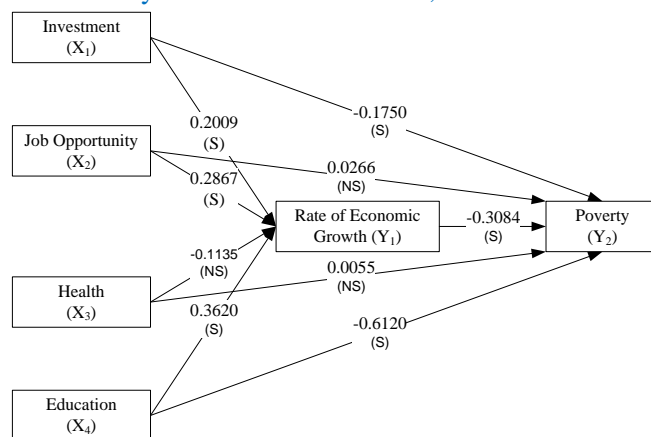 Investment
(X₁)
-0.1750
(S)
0.2009
(S)
Job Opportunity
(X₂)
0.0266
(NS)
0.2867
(S)
Rate of Economic
Growth (Y₁)
-0.3084
(S)
Poverty
(Y₂)
-0.1135
(NS)
0.0055
(NS)
Health
(X₃)
0.3620
(S)
-0.6120
(S)
Education
(X₄)